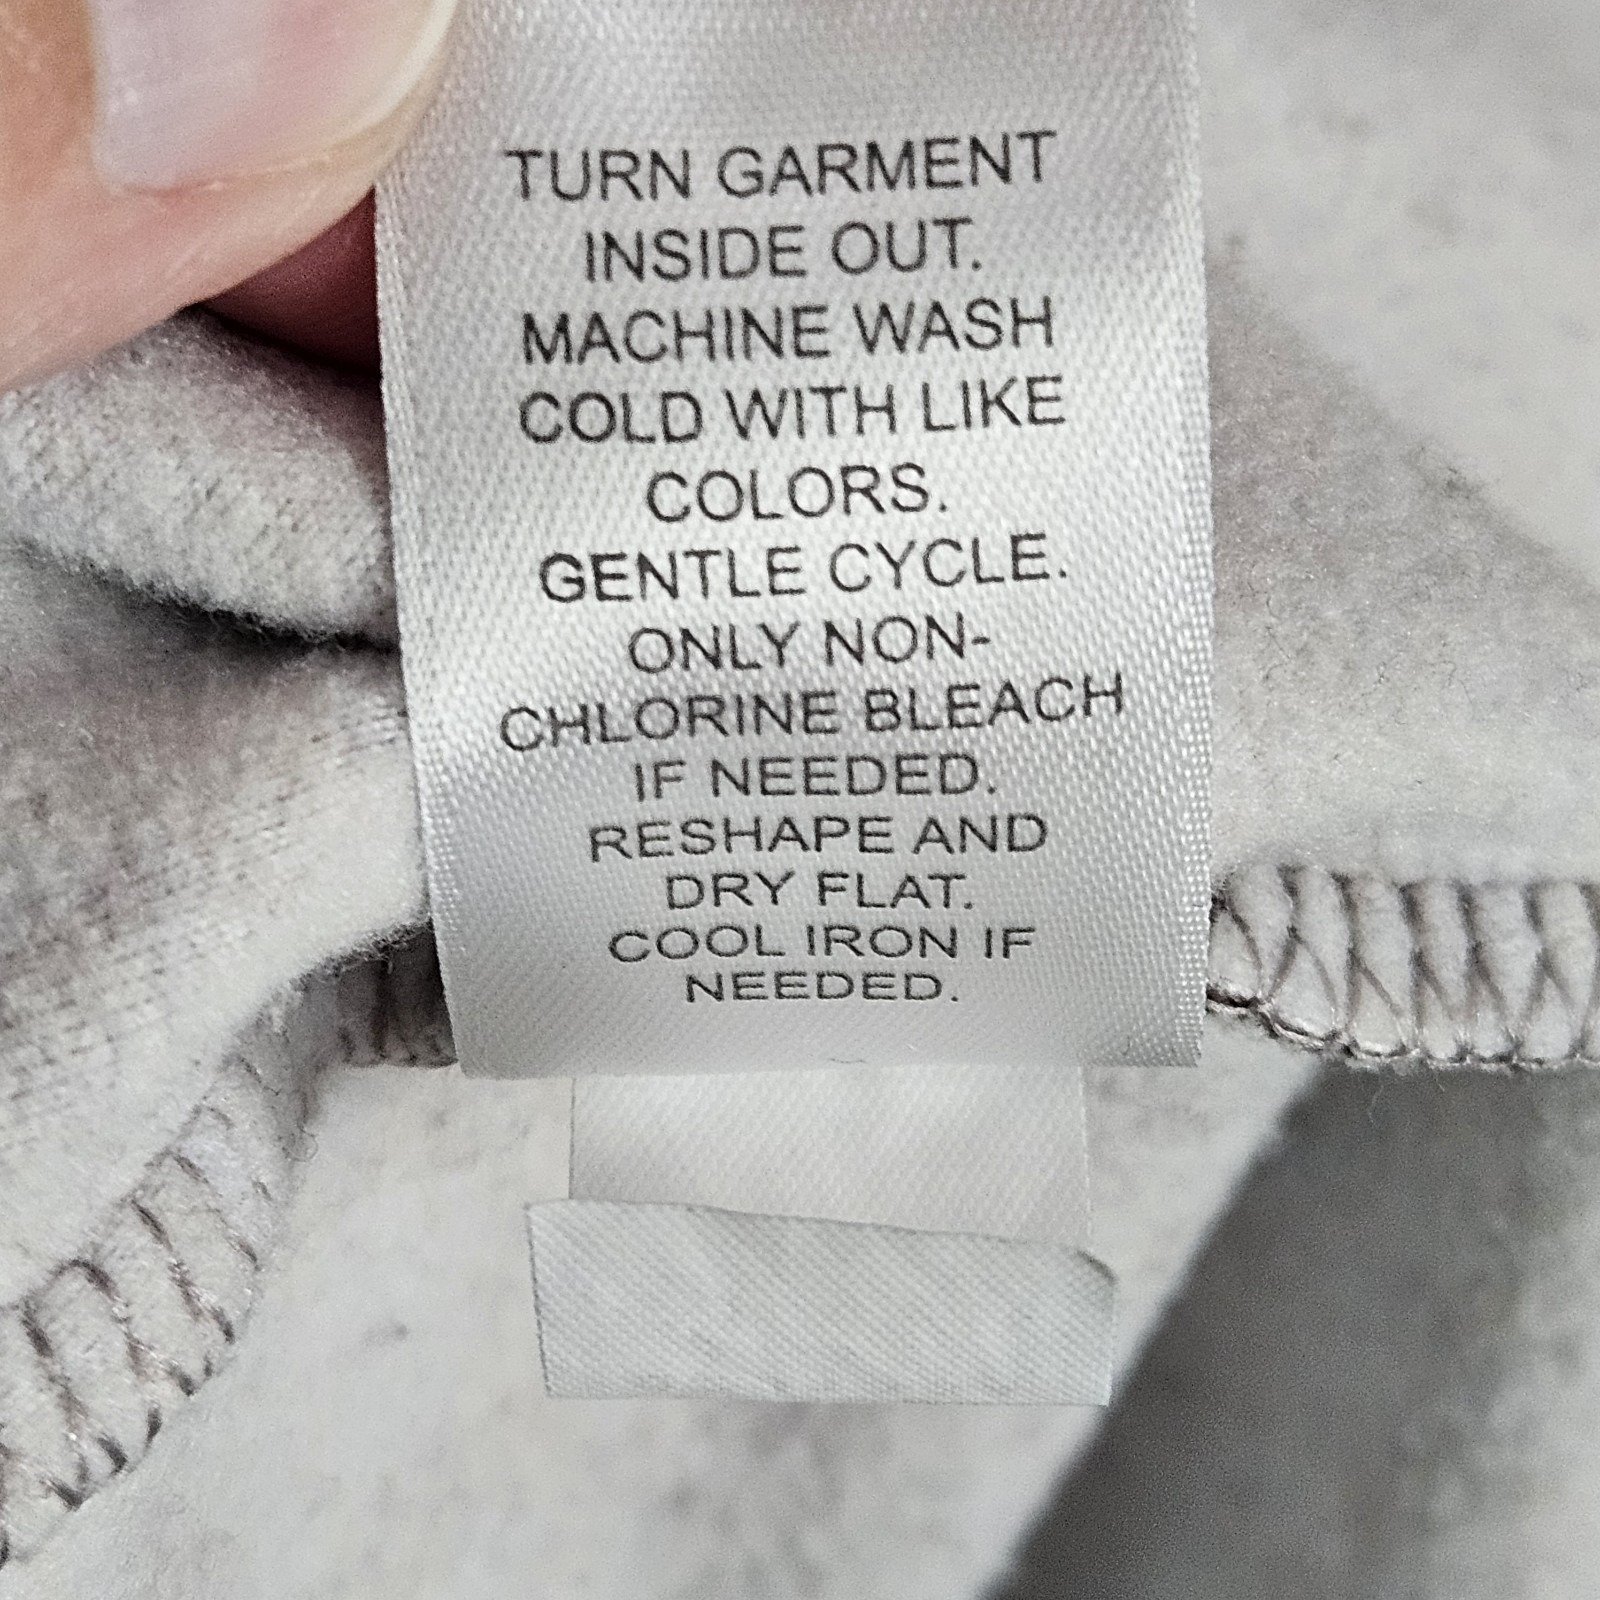 TURN GARMENT
INSIDE OUT.
MACHINE WASH
COLD WITH LIKE
COLORS.
GENTLE CYCLE.
ONLY NON-
CHLORINE BLEACH
IF NEEDED.
RESHAPE AND
DRY FLAT.
COOL IRON IF
NEEDED.